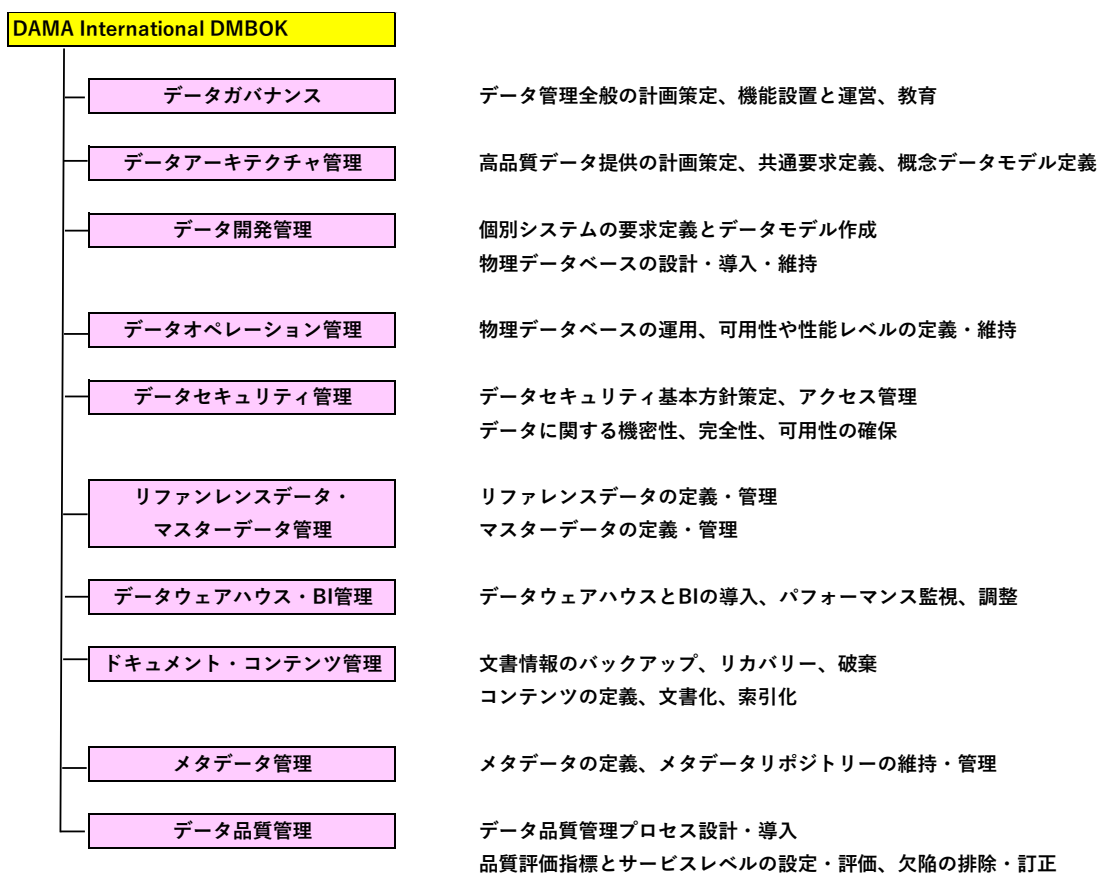 DAMA International DMBOK
データガバナンス
データ管理全般の計画策定、機能設置と運営、教育
データアーキテクチャ管理
高品質データ提供の計画策定、共通要求定義、概念データモデル定義
データ開発管理
個別システムの要求定義とデータモデル作成
物理データベースの設計・導入・維持
データオペレーション管理
物理データベースの運用、可用性や性能レベルの定義・維持
データセキュリティ管理
データセキュリティ基本方針策定、アクセス管理
データに関する機密性、完全性、可用性の確保
リファンレンスデータ・
マスターデータ管理
リファレンスデータの定義・管理
マスターデータの定義・管理
データウェアハウス・BI管理
データウェアハウスとBIの導入、パフォーマンス監視、調整
ドキュメント・コンテンツ管理
文書情報のバックアップ、リカバリー、破棄
コンテンツの定義、文書化、索引化
メタデータ管理
メタデータの定義、メタデータリポジトリーの維持・管理
データ品質管理
データ品質管理プロセス設計・導入
品質評価指標とサービスレベルの設定・評価、欠陥の排除・訂正